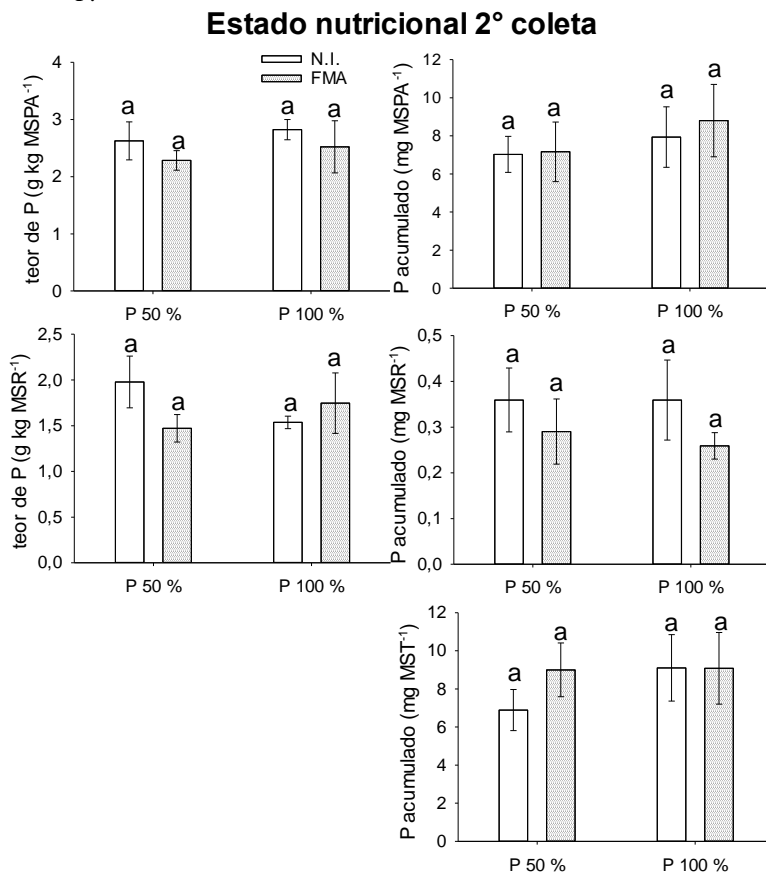 Estado nutricional 2° coleta
N.I.
FMA
teor de P (g kg MSPA⁻¹)
4
3
2
1
0
a
a
a
a
P 50 %
P 100 %
P acumulado (mg MSPA⁻¹)
12
10
8
6
4
2
0
a
a
a
a
P 50 %
P 100 %
teor de P (g kg MSR⁻¹)
2,5
2,0
1,5
1,0
0,5
0,0
a
a
a
a
P 50 %
P 100 %
P acumulado (mg MSR⁻¹)
0,5
0,4
0,3
0,2
0,1
0,0
a
a
a
a
P 50 %
P 100 %
P acumulado (mg MST⁻¹)
12
10
8
6
4
2
0
a
a
a
a
P 50 %
P 100 %